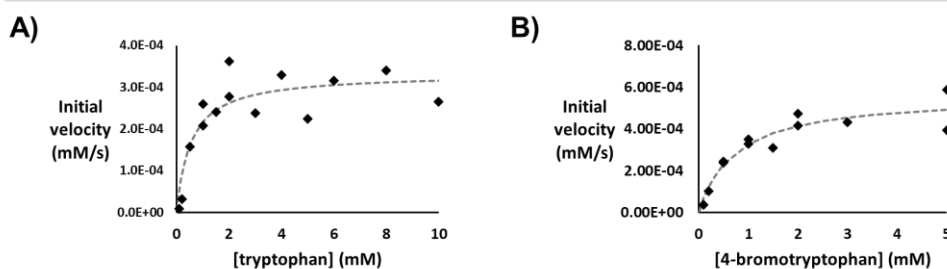 A)
B)
4.0E-04
3.0E-04
2.0E-04
1.0E-04
0.0E+00
Initial
velocity
(mM/s)
0 2 4 6 8 10
[tryptophan] (mM)
8.00E-04
6.00E-04
4.00E-04
2.00E-04
0.00E+00
Initial
velocity
(mM/s)
0 1 2 3 4 5
[4-bromotryptophan] (mM)